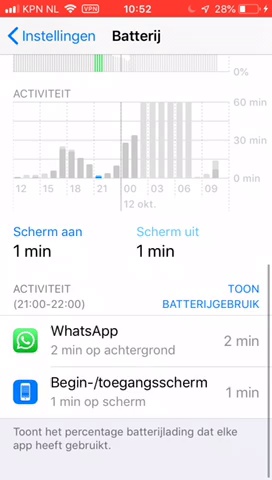 KPN NL VPN 10:52 28%
Instellingen Batterij
0%
ACTIVITEIT
60 min
30 min
0 min
12 15 18 21 00 03 06 09
12 okt.
Scherm aan Scherm uit
1 min 1 min
ACTIVITEIT TOON
(21:00-22:00) BATTERIJGEBRUIK
WhatsApp
2 min op achtergrond 2 min
Begin-/toegangsscherm
1 min op scherm 1 min
Toont het percentage batterijlading dat elke
app heeft gebruikt.